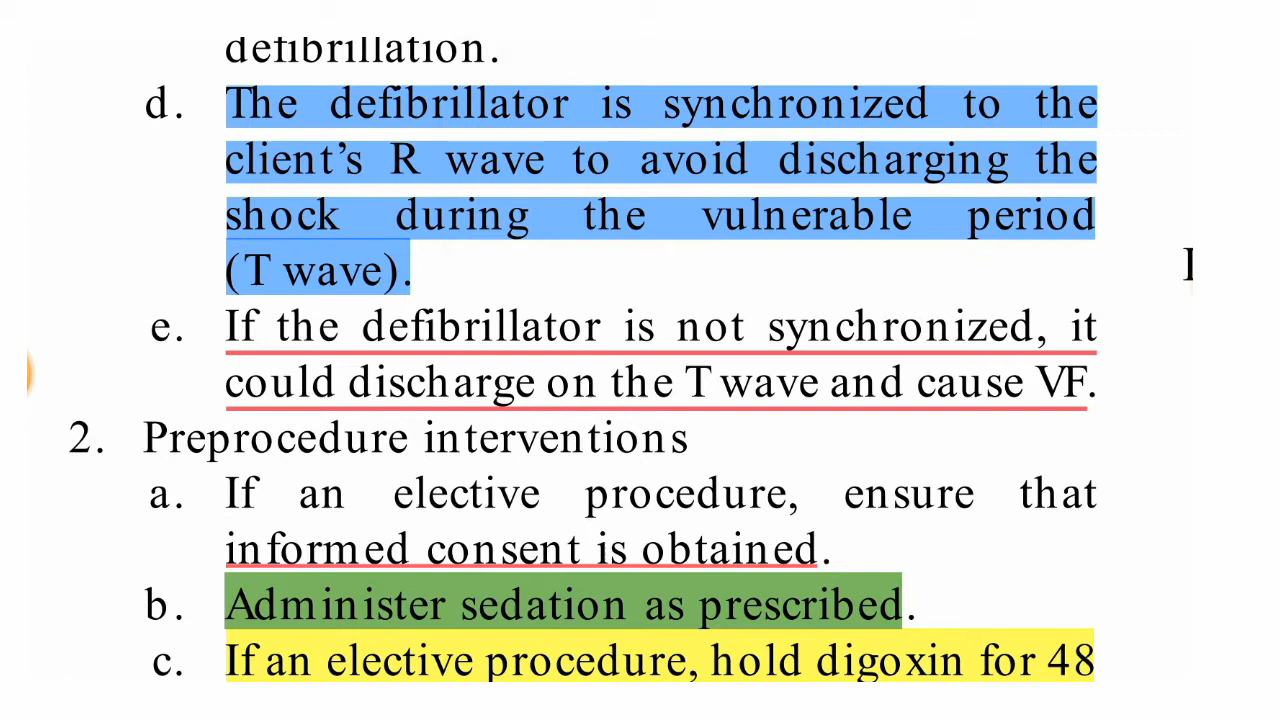 defibrillation.
d. The defibrillator is synchronized to the
client's R wave to avoid discharging the
shock during the vulnerable period
(T wave).
e. If the defibrillator is not synchronized, it
could discharge on the T wave and cause VF.
2. Preprocedure interventions
a. If an elective procedure, ensure that
informed consent is obtained.
b. Administer sedation as prescribed.
c. If an elective procedure, hold digoxin for 48